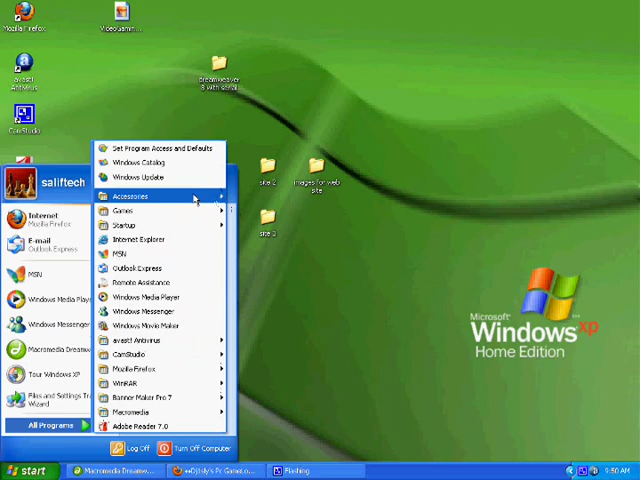 Mozilla Firefox
VideoGamin...
avast!
Antivirus
dreamweaver
8 with serial
CamStudio
site 2
images for web
site
site 3
saliftech
Internet
Mozilla Firefox
E-mail
Outlook Express
MSN
Windows Media Play
Windows Messenger
Macromedia Dreamw
Tour Windows XP
Files and Settings Tra
Wizard
All Programs
Set Program Access and Defaults
Windows Catalog
Windows Update
Accessories
Games
Startup
Internet Explorer
MSN
Outlook Express
Remote Assistance
Windows Media Player
Windows Messenger
Windows Movie Maker
avast! Antivirus
CamStudio
Mozilla Firefox
WinRAR
Banner Maker Pro 7
Macromedia
Adobe Reader 7.0
Log Off
Turn Off Computer
Microsoft
Windows xp
Home Edition
start
Macromedia Dreamw...
Flashing
9:50 AM